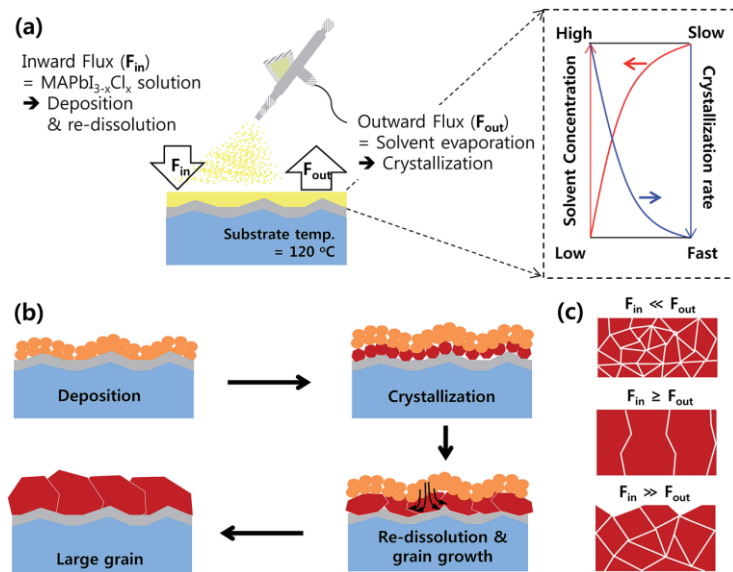 (a)
Inward Flux (Fin)
= MAPbI3-xClx solution
➔ Deposition
& re-dissolution
Fin
Fout
Outward Flux (Fout)
= Solvent evaporation
➔ Crystallization
Substrate temp.
= 120 ºC
High
Slow
Solvent Concentration
Crystallization rate
Low
Fast
(b)
Deposition
Crystallization
Large grain
Re-dissolution &
grain growth
(c)
Fin ≪ Fout
Fin ≥ Fout
Fin ≫ Fout